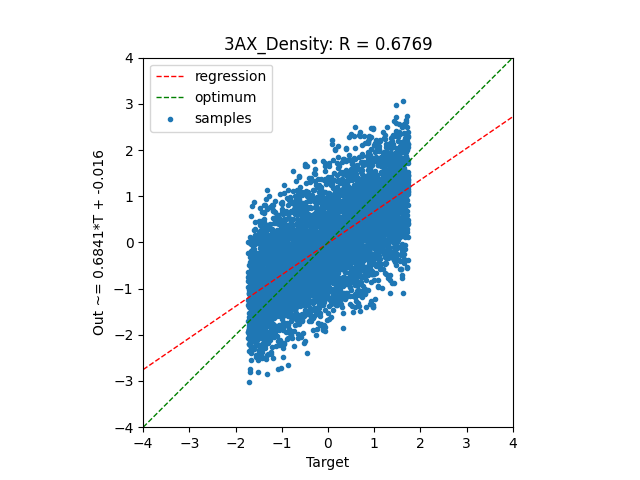 3AX_Density: R = 0.6769
regression
optimum
samples
Out ~= 0.6841*T + -0.016
4
3
2
1
0
−1
−2
−3
−4
−4 −3 −2 −1 0 1 2 3 4
Target